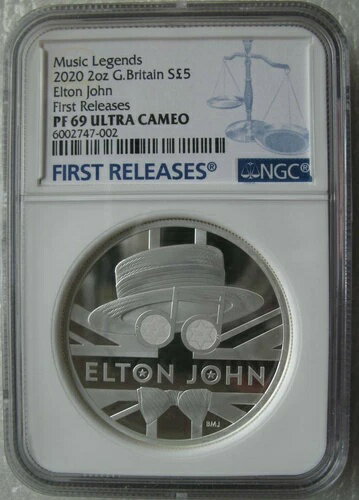 Music Legends
2020 2oz G.Britain S£5
Elton John
First Releases
PF 69 ULTRA CAMEO
6002747-002
FIRST RELEASES®
NGC®
ELTON JOHN
BMJ